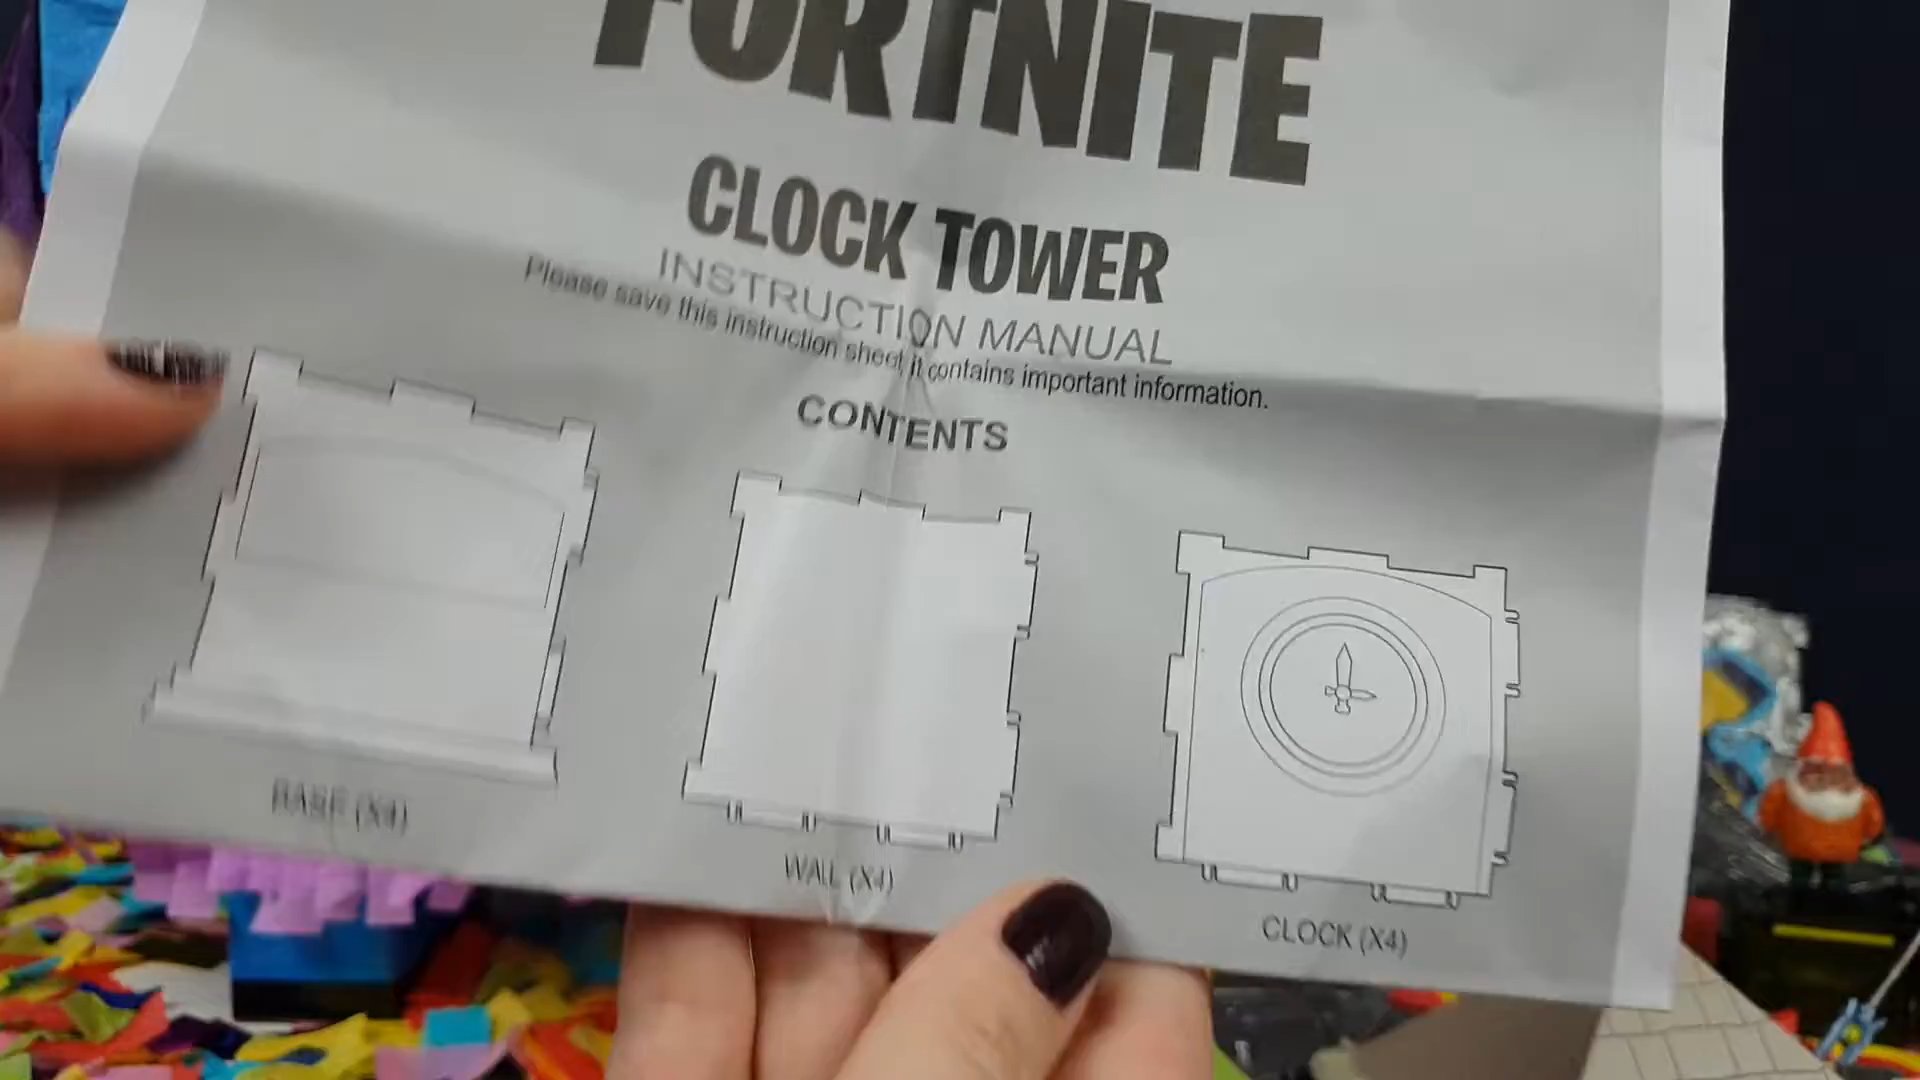 FORTNITE
CLOCK TOWER
INSTRUCTION MANUAL
Please save this instruction sheet, it contains important information.
CONTENTS
BASE (X4)
WALL (X4)
CLOCK (X4)